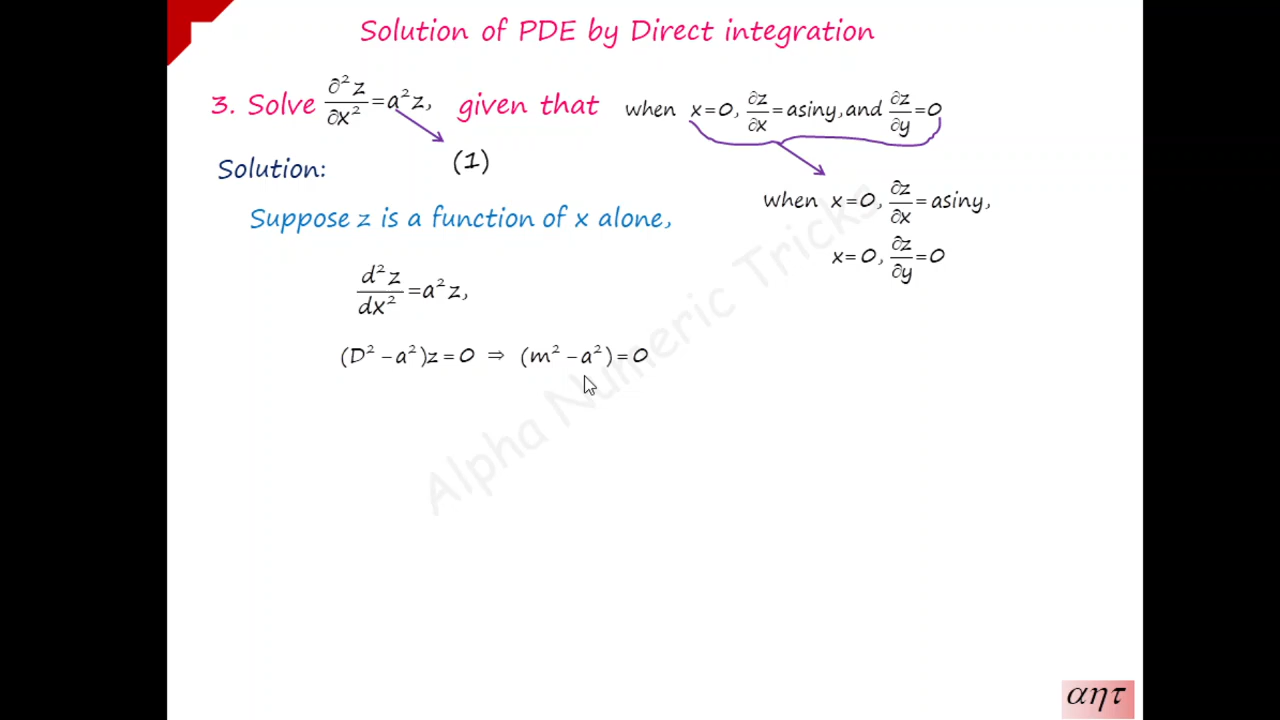 Solution of PDE by Direct integration
3. Solve ∂²z/∂x² = a²z, given that when x=0, ∂z/∂x = asiny, and ∂z/∂y = 0
(1)
Solution:
when x=0, ∂z/∂x = asiny,
Suppose z is a function of x alone,
x=0, ∂z/∂y = 0
d²z/dx² = a²z,
(D² − a²)z = 0 ⇒ (m² − a²) = 0
Alpha Numeric Tricks
αητ